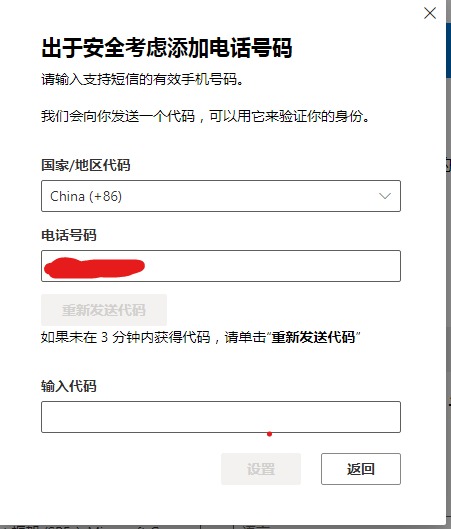 出于安全考虑添加电话号码
请输入支持短信的有效手机号码。
我们会向你发送一个代码，可以用它来验证你的身份。
国家/地区代码
China (+86)
电话号码
重新发送代码
如果未在 3 分钟内获得代码，请单击“重新发送代码”
输入代码
设置
返回